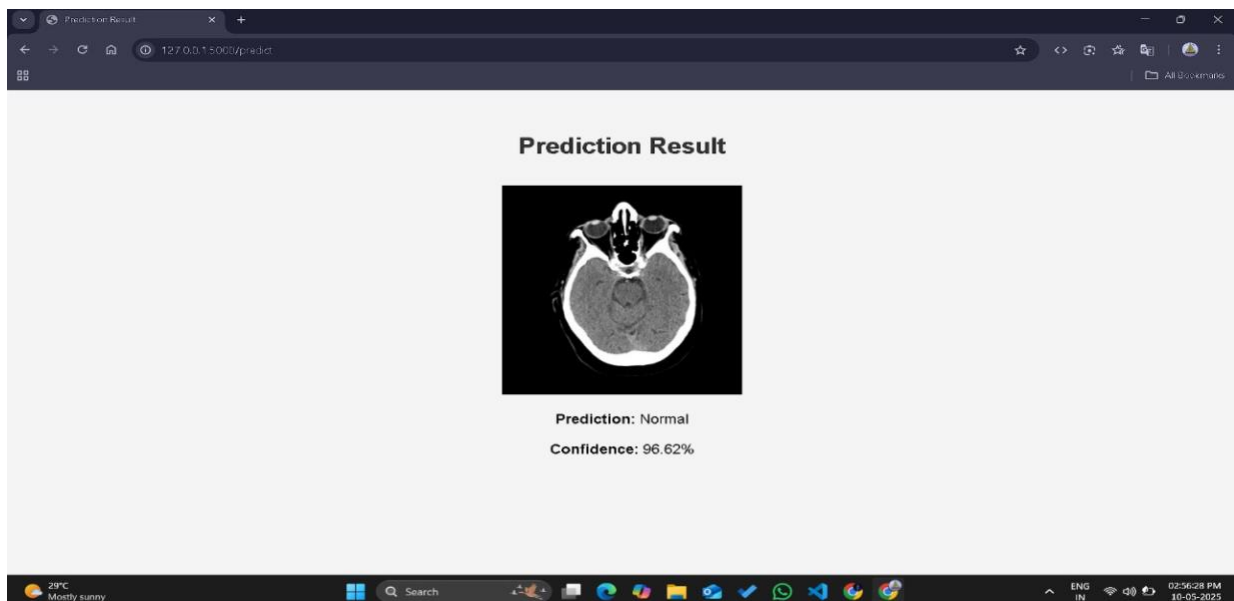 Prediction Result
127.0.0.1:5000/predict
All Bookmarks
Prediction Result
Prediction: Normal
Confidence: 96.62%
29°C
Mostly sunny
Search
ENG
IN
02:56:28 PM
10-05-2025